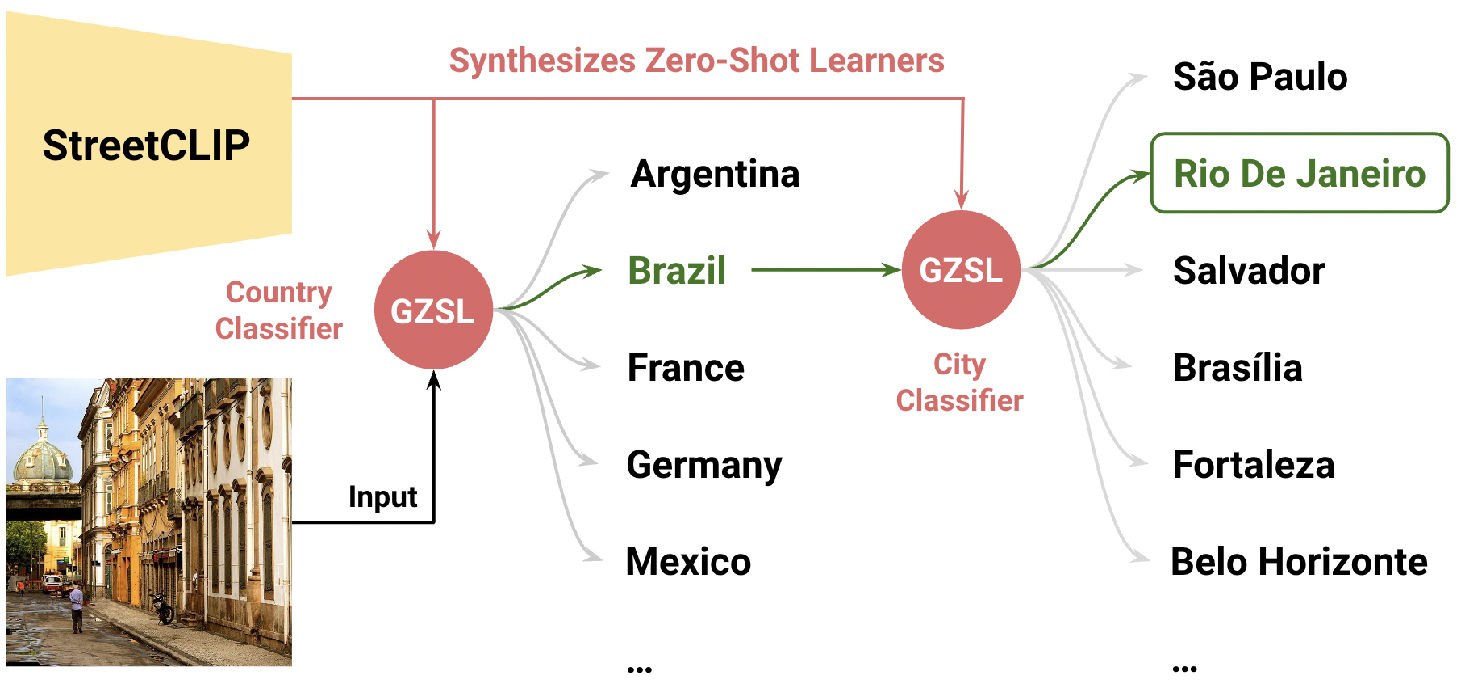 Synthesizes Zero-Shot Learners
StreetCLIP
Country
Classifier
GZSL
Input
Argentina
Brazil
France
Germany
Mexico
...
GZSL
City
Classifier
São Paulo
Rio De Janeiro
Salvador
Brasília
Fortaleza
Belo Horizonte
...